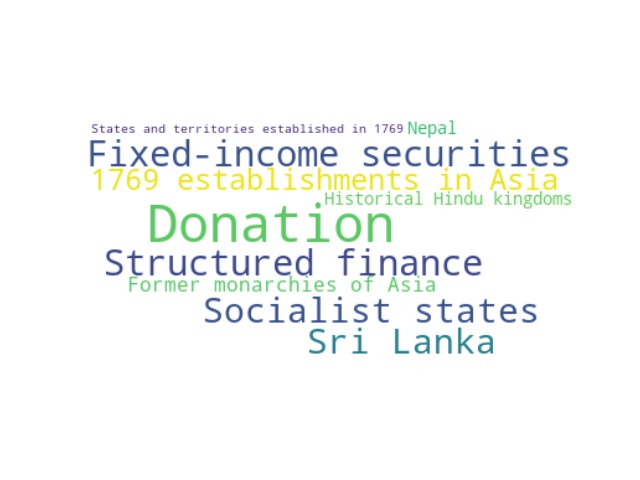 States and territories established in 1769 Nepal
Fixed-income securities
1769 establishments in Asia
Historical Hindu kingdoms
Donation
Structured finance
Former monarchies of Asia
Socialist states
Sri Lanka